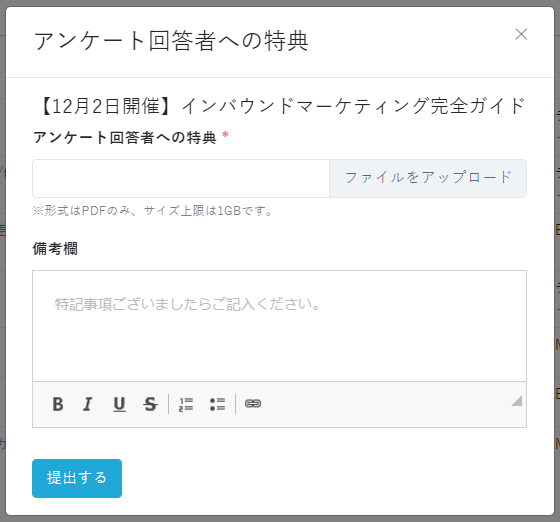 アンケート回答者への特典
【12月2日開催】インバウンドマーケティング完全ガイド
アンケート回答者への特典 *
ファイルをアップロード
※形式はPDFのみ、サイズ上限は1GBです。
備考欄
特記事項ございましたらご記入ください。
B I U S
提出する